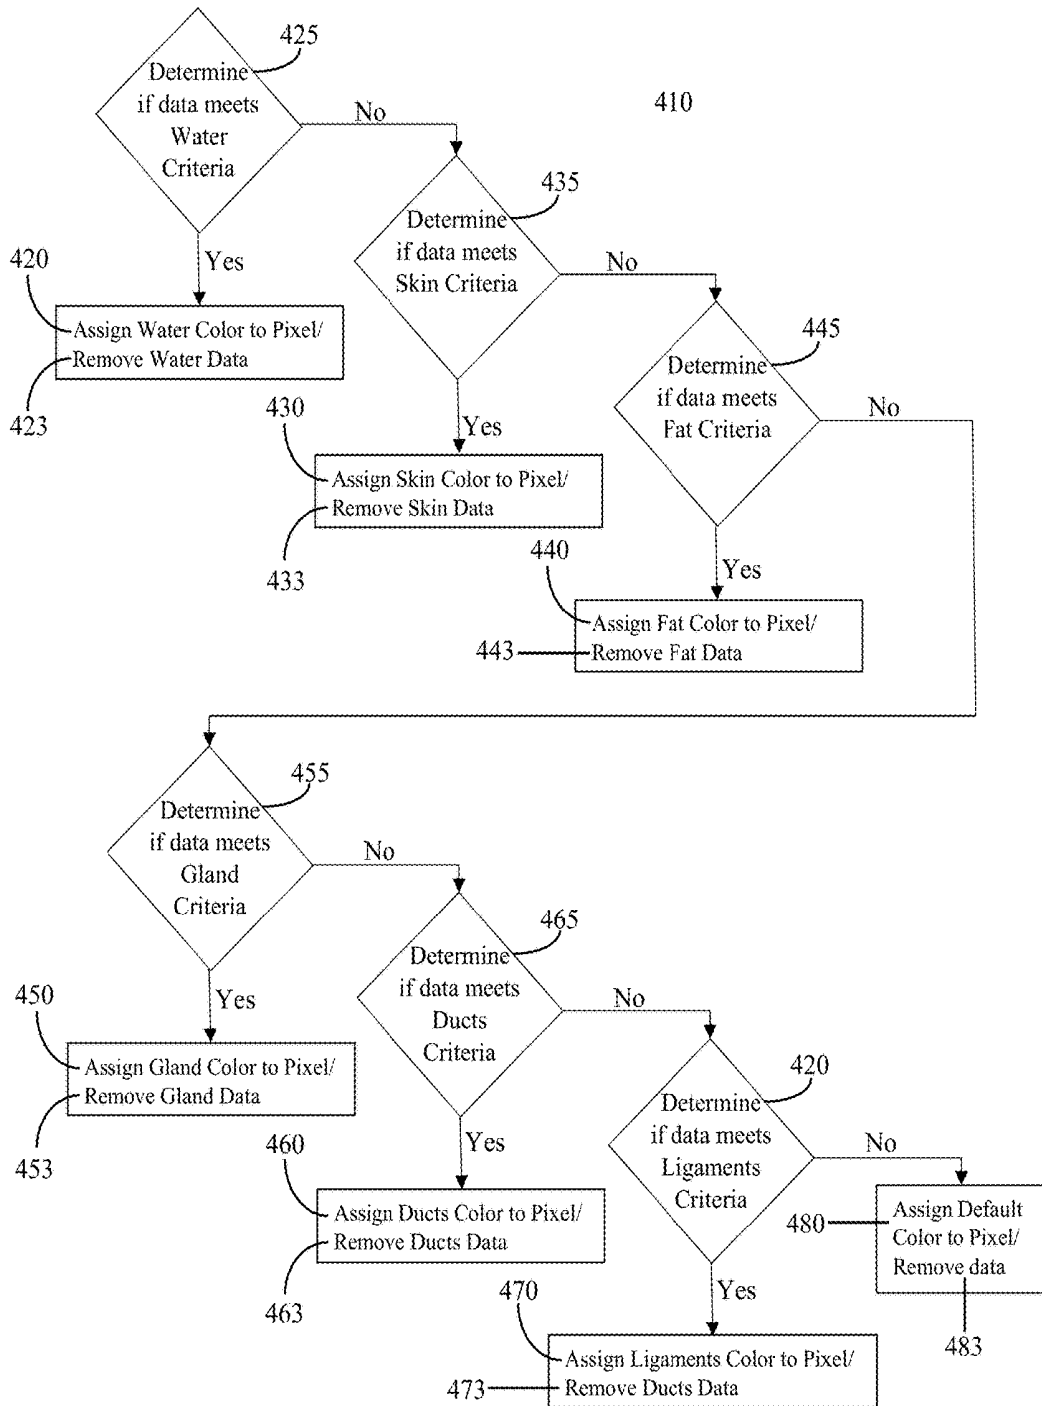 425
Determine
if data meets
Water
Criteria
No
410
435
Determine
if data meets
Skin Criteria
420
Yes
No
Assign Water Color to Pixel/
Remove Water Data
423
445
Determine
if data meets
Fat Criteria
No
430
Yes
Assign Skin Color to Pixel/
Remove Skin Data
433
440
Yes
Assign Fat Color to Pixel/
443
Remove Fat Data
455
Determine
if data meets
Gland
Criteria
No
465
Determine
if data meets
Ducts
Criteria
No
450
Yes
Assign Gland Color to Pixel/
Remove Gland Data
453
420
Determine
if data meets
Ligaments
Criteria
No
460
Yes
Assign Ducts Color to Pixel/
Remove Ducts Data
463
480
Assign Default
Color to Pixel/
Remove data
483
470
Yes
Assign Ligaments Color to Pixel/
473
Remove Ducts Data